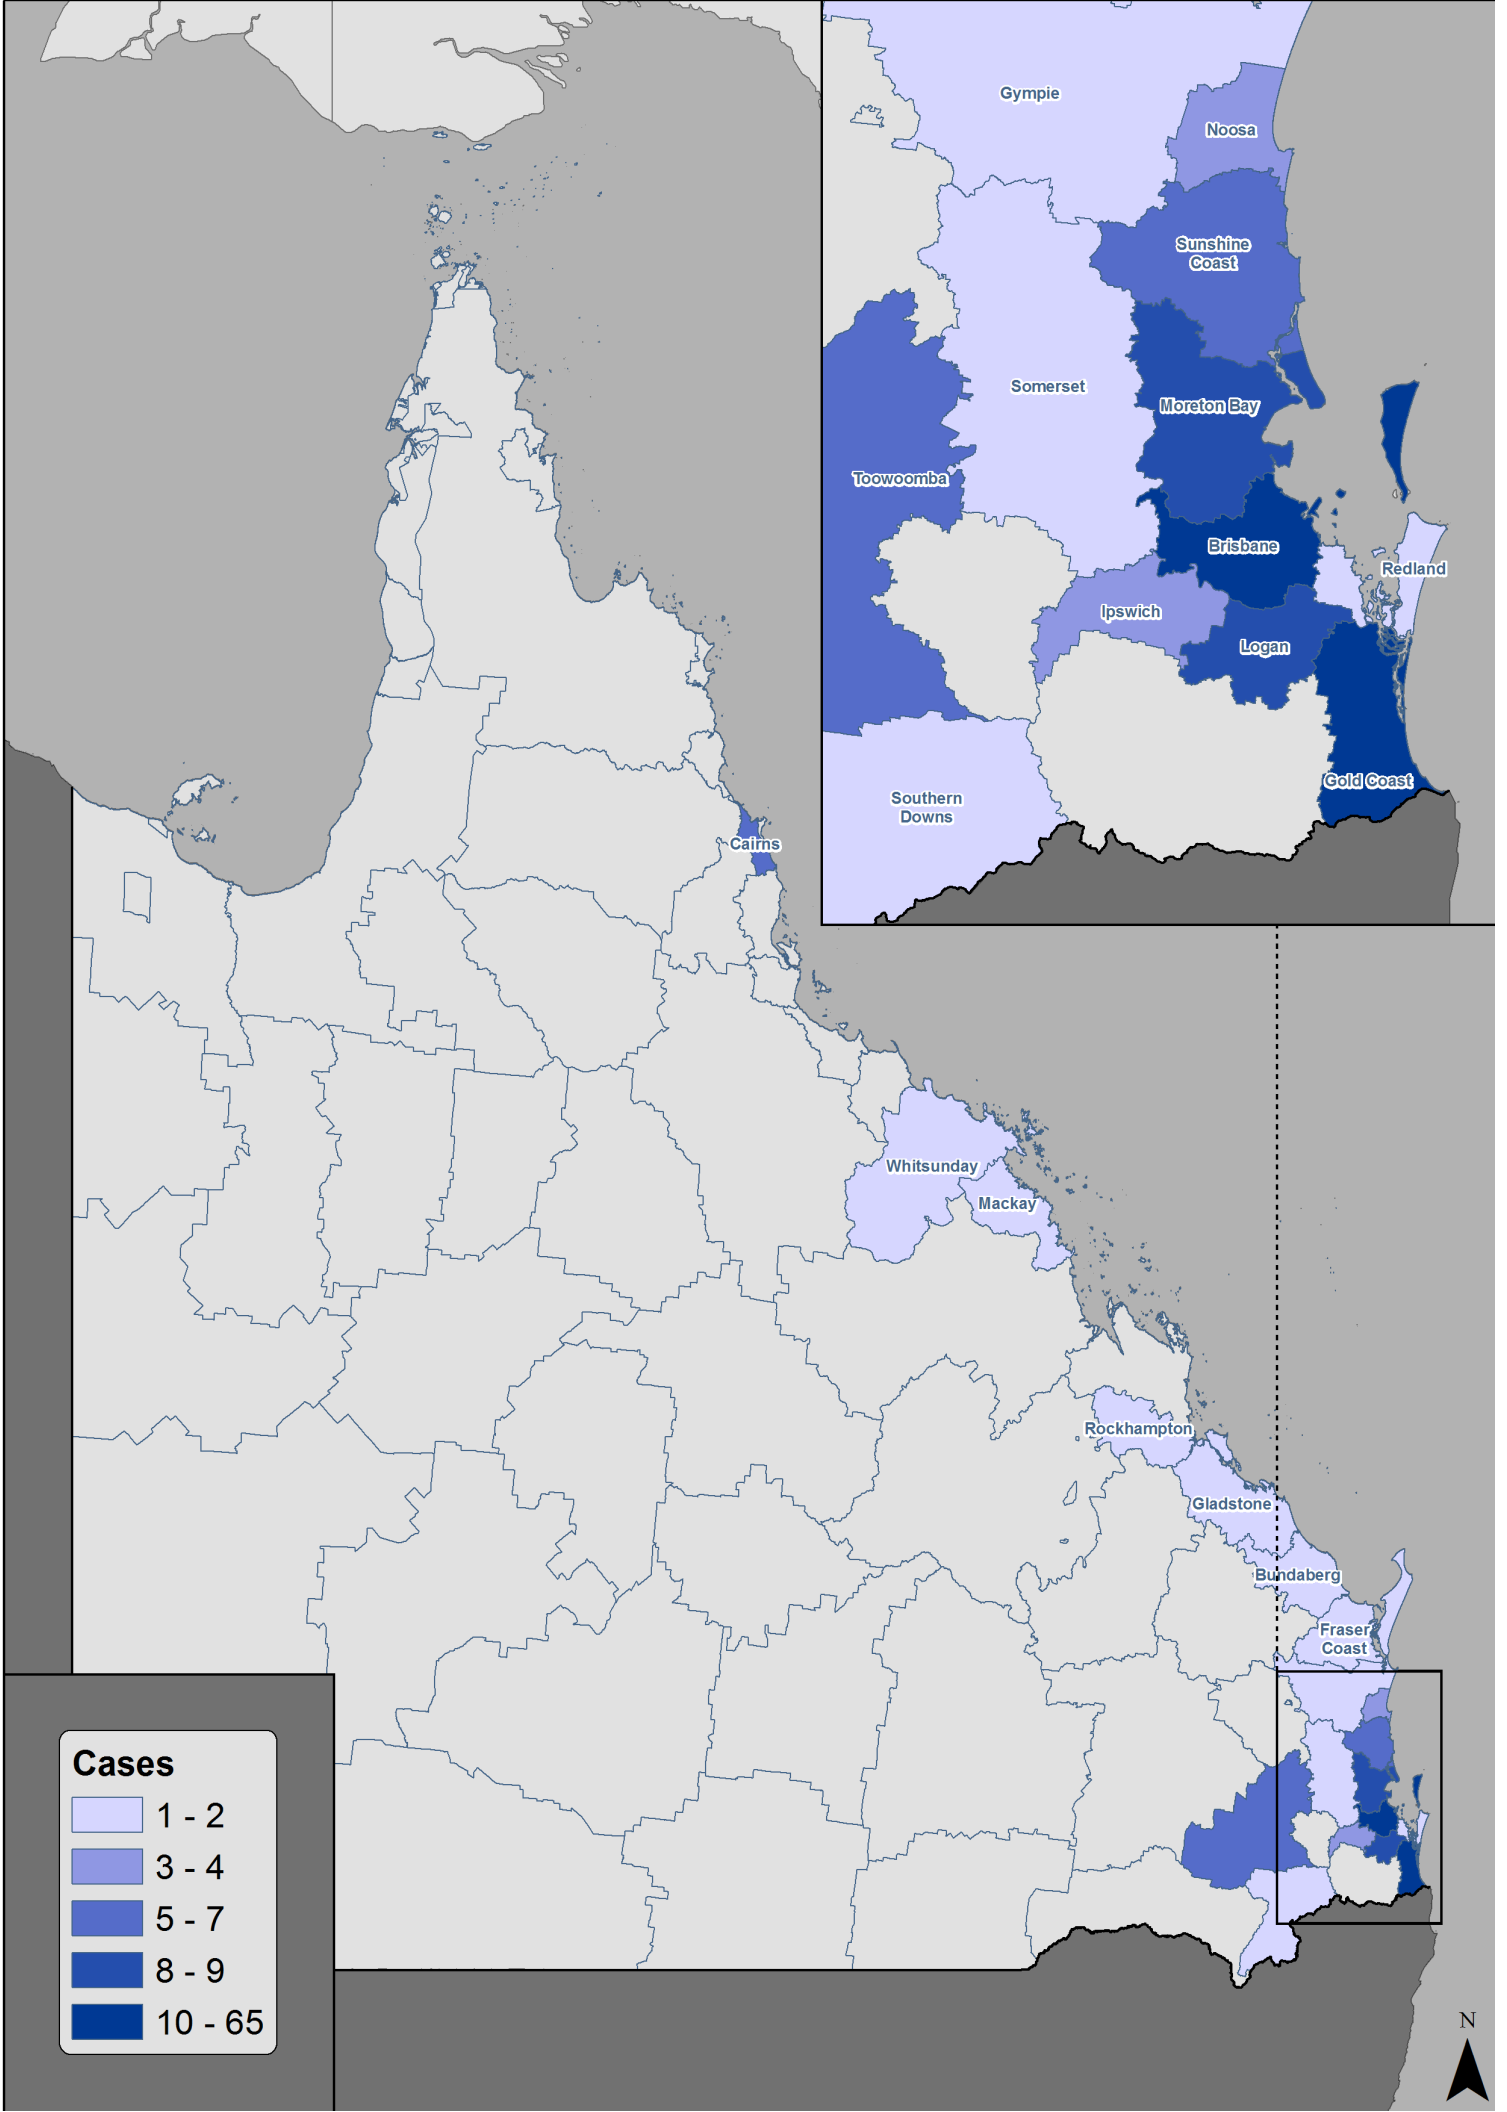 Gympie
Noosa
Sunshine
Coast
Somerset
Moreton Bay
Toowoomba
Brisbane
Redland
Ipswich
Logan
Gold Coast
Southern
Downs
Cairns
Whitsunday
Mackay
Rockhampton
Gladstone
Bundaberg
Fraser
Coast
Cases
1 - 2
3 - 4
5 - 7
8 - 9
10 - 65
N